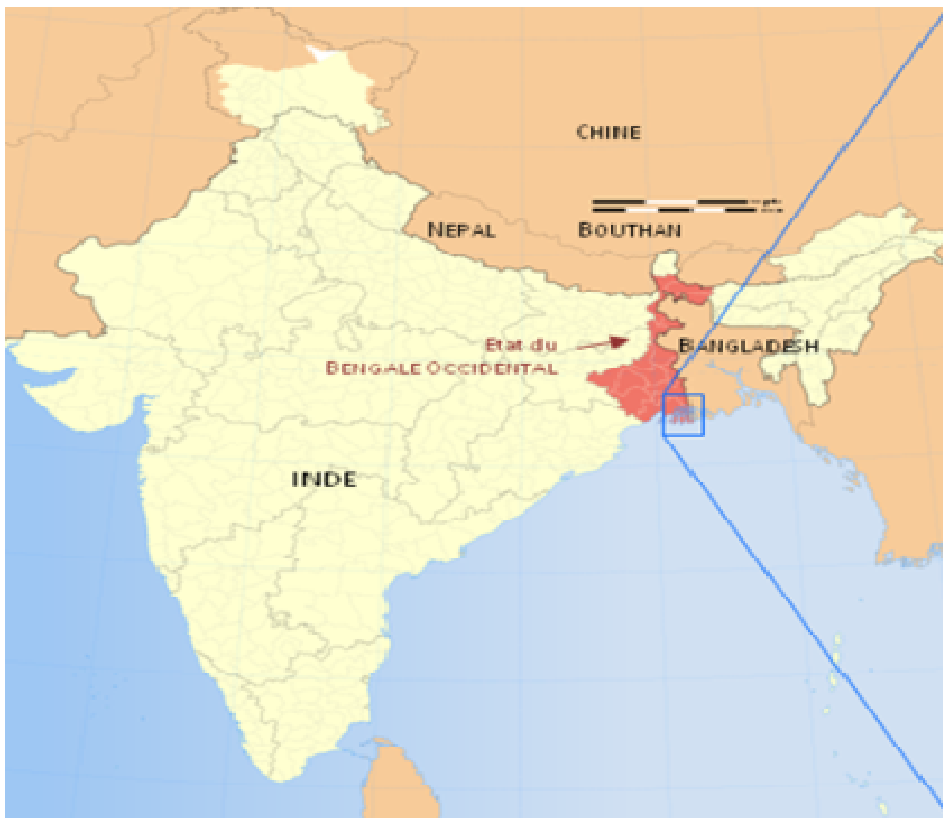 CHINE
NEPAL
BOUTHAN
Etat du
BENGALE OCCIDENTAL
BANGLADESH
INDE